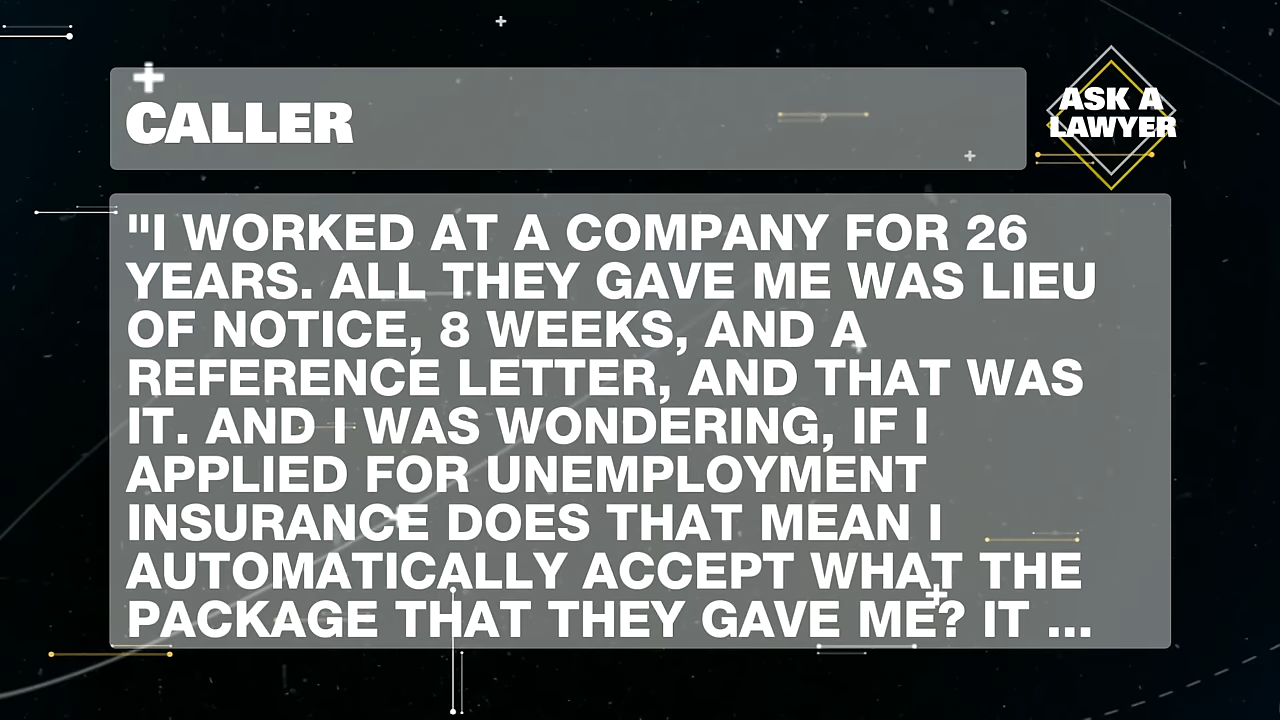 CALLER
ASK A
LAWYER
"I WORKED AT A COMPANY FOR 26
YEARS. ALL THEY GAVE ME WAS LIEU
OF NOTICE, 8 WEEKS, AND A
REFERENCE LETTER, AND THAT WAS
IT. AND I WAS WONDERING, IF I
APPLIED FOR UNEMPLOYMENT
INSURANCE DOES THAT MEAN I
AUTOMATICALLY ACCEPT WHAT THE
PACKAGE THAT THEY GAVE ME? IT ...